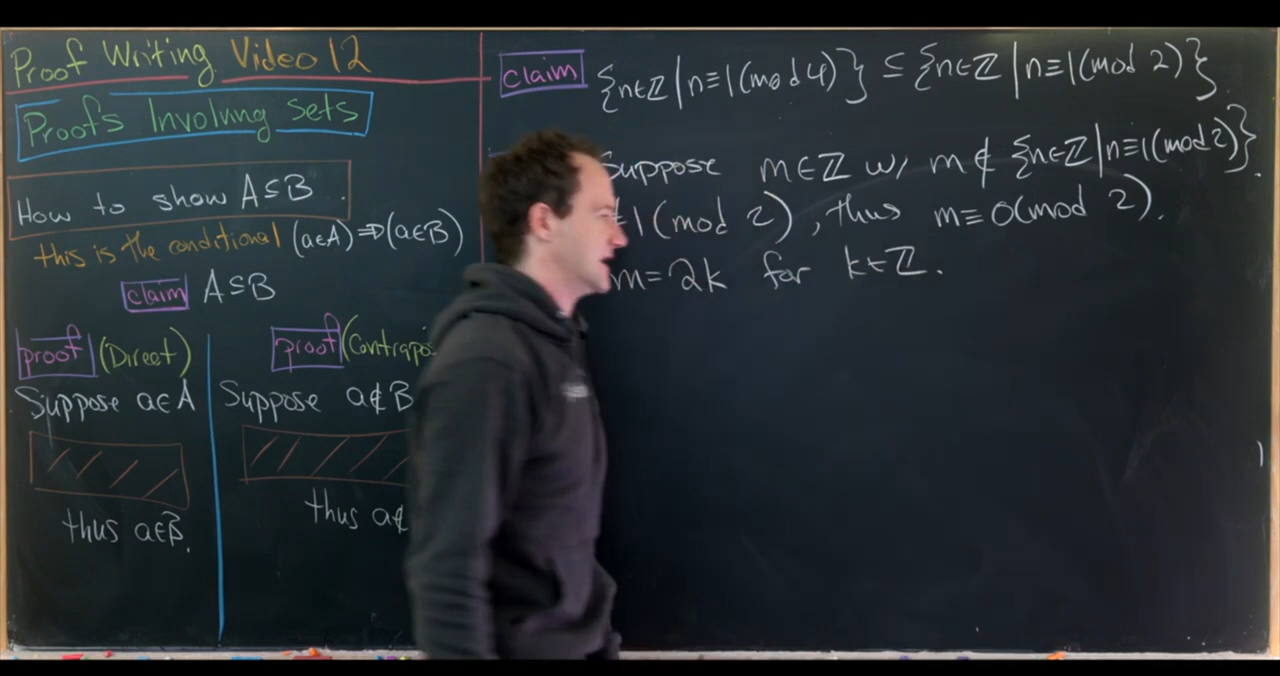 Proof Writing Video 12
Proofs Involving Sets
How to show A⊆B.
this is the conditional (a∈A)⇒(a∈B)
claim A⊆B
proof (Direct)
Suppose a∈A
thus a∈B.
proof (Contrapo
Suppose a∉B
thus a∉
claim {n∈ℤ | n≡1(mod 4)} ⊆ {n∈ℤ | n≡1(mod 2)}.
Suppose m∈ℤ w/ m∉{n∈ℤ | n≡1(mod 2)}.
1(mod 2), thus m≡0(mod 2).
m=2k for k∈ℤ.